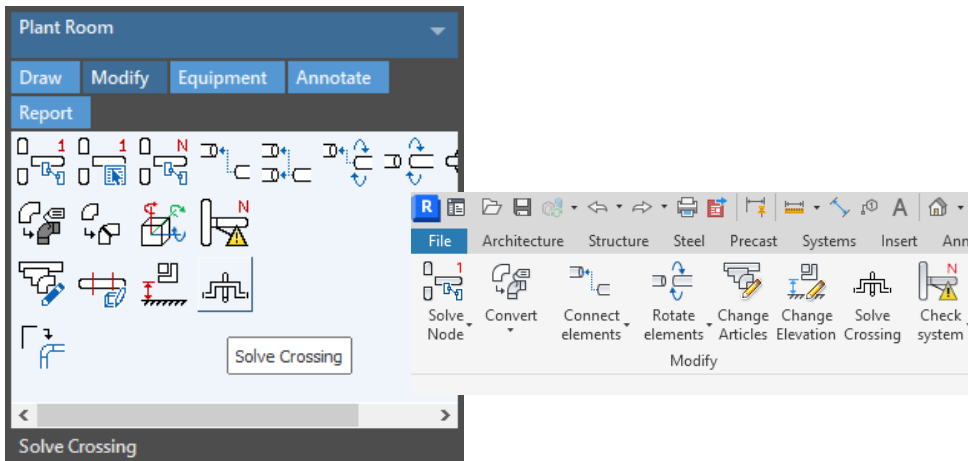 Plant Room
Draw Modify Equipment Annotate
Report
1 1 N
N
Solve Crossing
Solve Crossing
R
File Architecture Structure Steel Precast Systems Insert Ann
1 N
Solve Node Convert Connect elements Rotate elements Change Articles Change Elevation Solve Crossing Check system
Modify